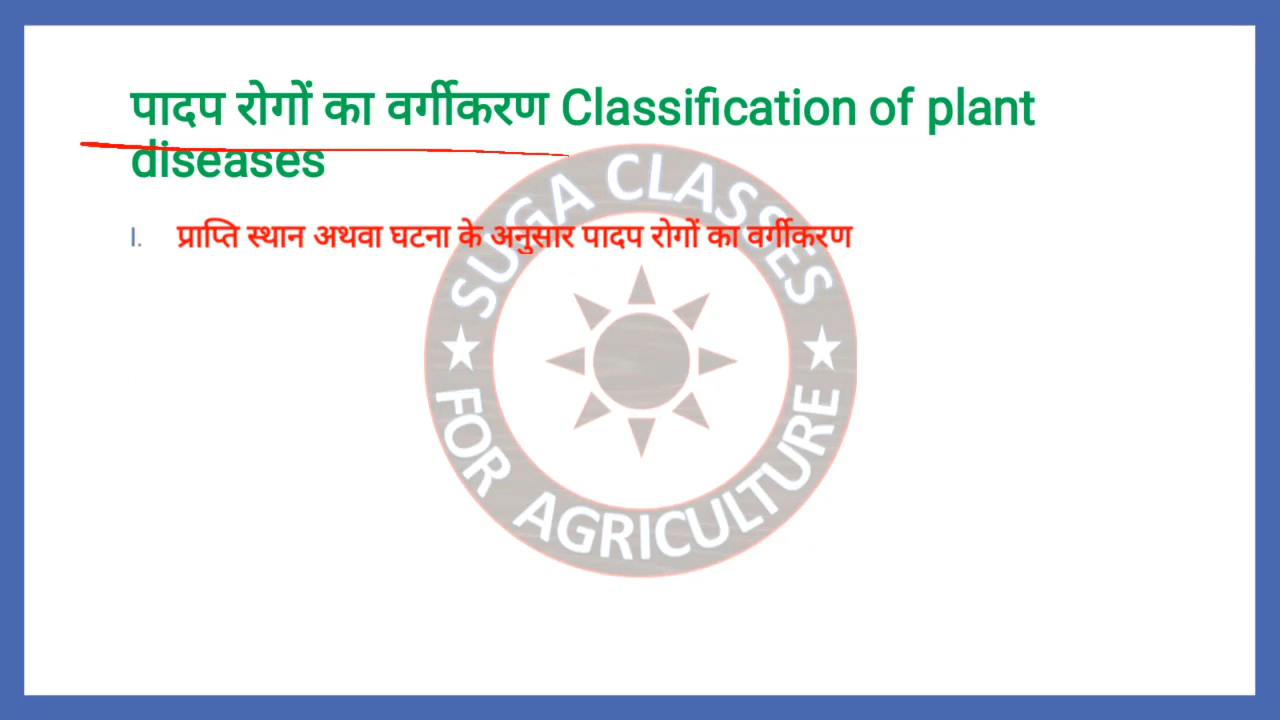 पादप रोगों का वर्गीकरण Classification of plant
diseases
I. प्राप्ति स्थान अथवा घटना के अनुसार पादप रोगों का वर्गीकरण
SUGA CLASSES
FOR AGRICULTURE